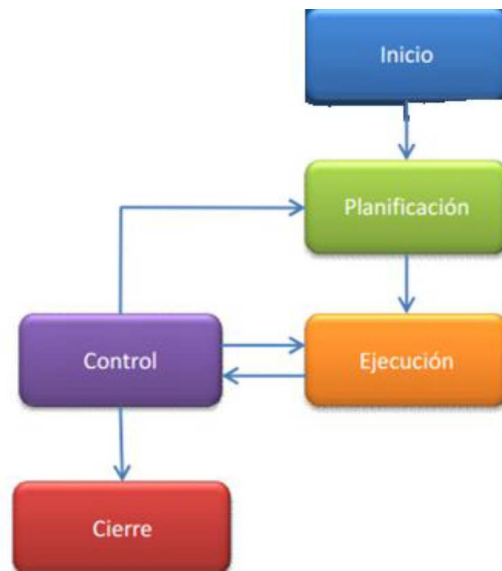 Inicio
Planificación
Control
Ejecución
Cierre